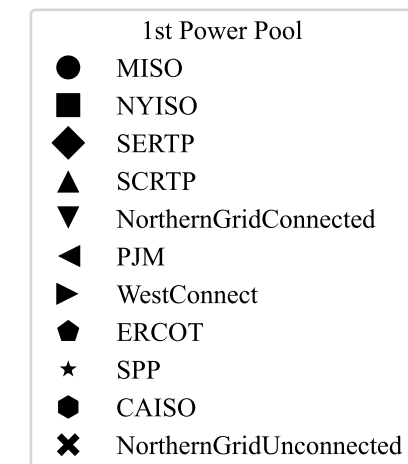 1st Power Pool
MISO
NYISO
SERTP
SCRTP
NorthernGridConnected
PJM
WestConnect
ERCOT
SPP
CAISO
NorthernGridUnconnected